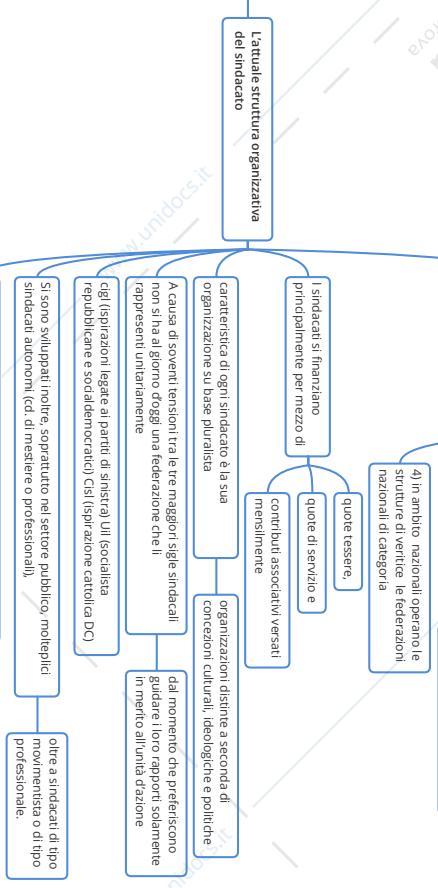 L'attuale struttura organizzativa
del sindacato
4) in ambito nazionali operano le
strutture di veritice le federazioni
nazionali di categoria
I sindacati si finanziano
principalmente per mezzo di
quote tessere,
quote di servizio e
contributi associativi versati
mensilmente
caratteristica di ogni sindacato è la sua
organizzazione su base pluralista
organizzazioni distinte a seconda di
concezioni culturali, ideologiche e politiche
A causa di soventi tensioni tra le tre maggiori sigle sindacali
non si ha al giorno d'oggi una federazione che li
rappresenti unitariamente
dal momento che preferiscono
guidare i loro rapporti solamente
in merito all'unità d'azione
cigl (ispirazioni legate ai partiti di sinistra) Uil (socialista
repubblicane e socialdemocratic) Cisl (ispirazione cattolica DC)
Si sono sviluppati inoltre, soprattutto nel settore pubblico, molteplici
sindacati autonomi (cd. di mestiere o professionali),
oltre a sindacati di tipo
movimentista o di tipo
professionale.
www.unidocs.it